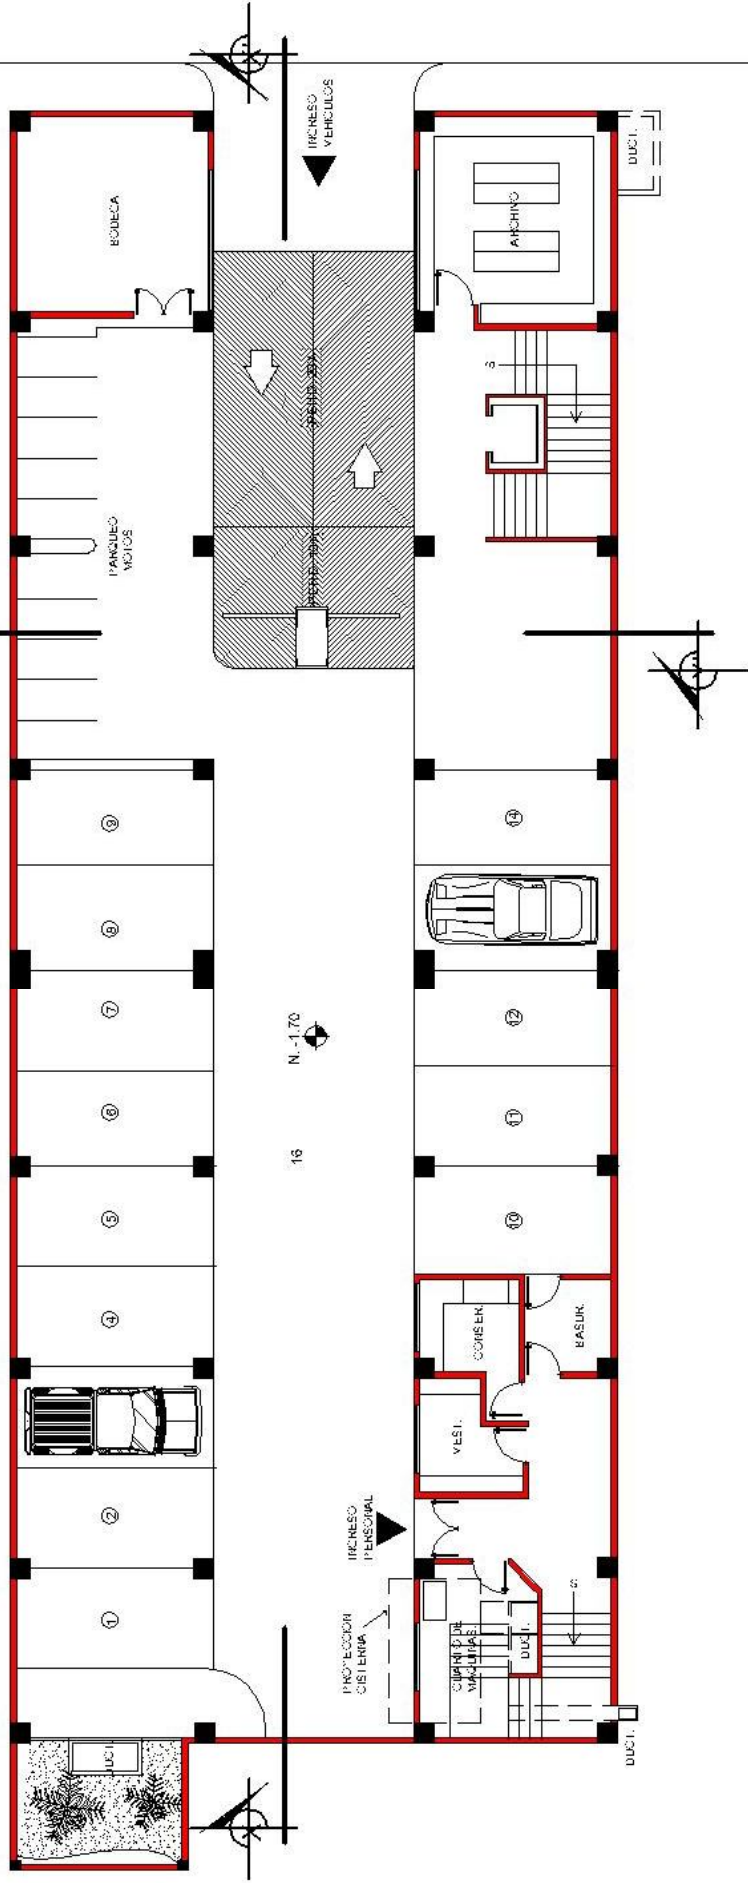 INGRESO
VEHICULOS
BODEGA
ARCHIVO
DUCT.
S
PARQUEO
MOTOS
9
14
8
7
12
N. -1.70
6
11
16
5
10
4
CONSER.
BASUR.
VEST.
2
INGRESO
PERSONAL
1
PROYECCION
CISTERNA
CUARTO DE
MAQUINAS.
DUCT.
S
DUCT.
DUCT.